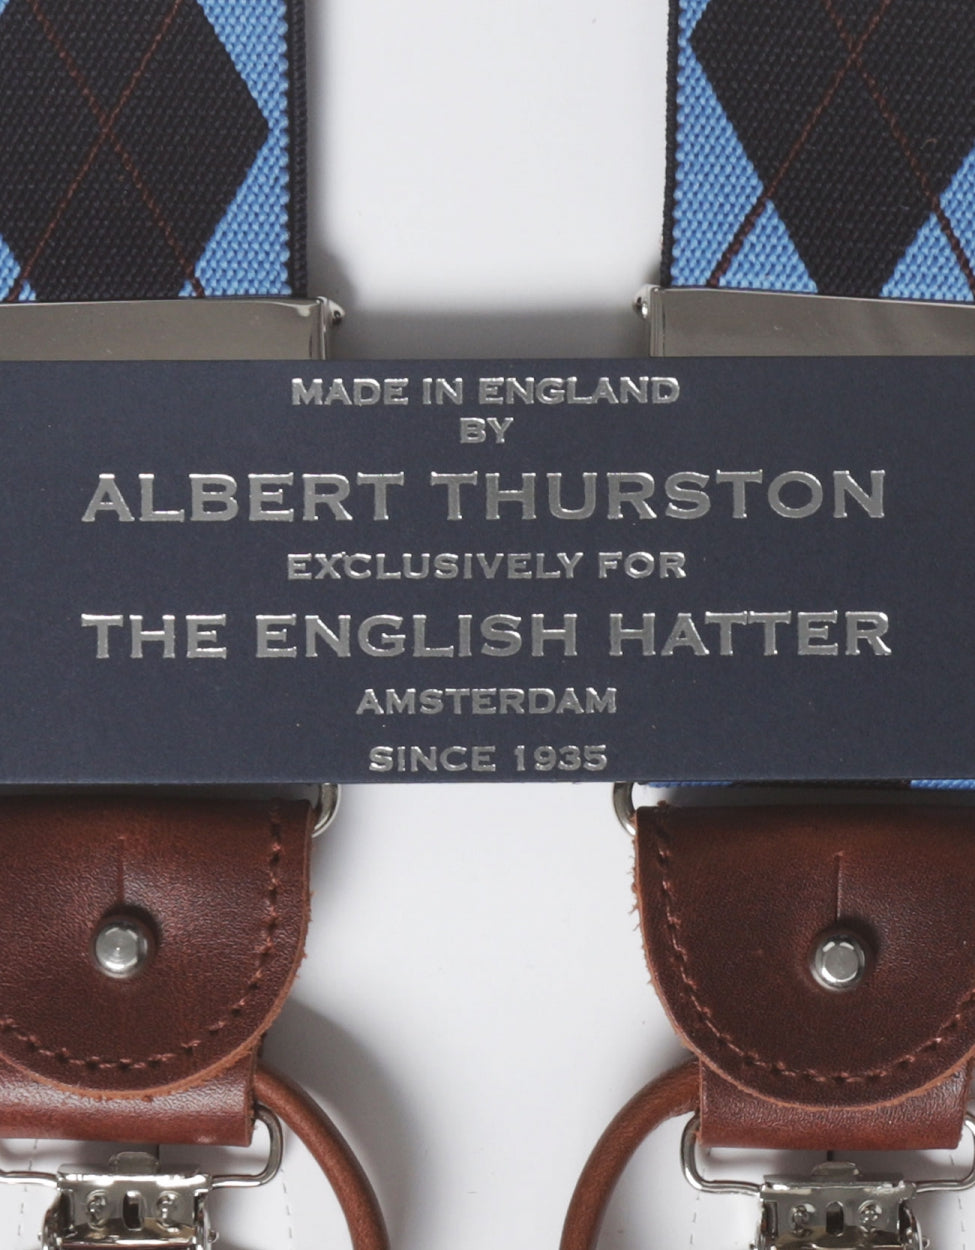 MADE IN ENGLAND
BY
ALBERT THURSTON
EXCLUSIVELY FOR
THE ENGLISH HATTER
AMSTERDAM
SINCE 1935